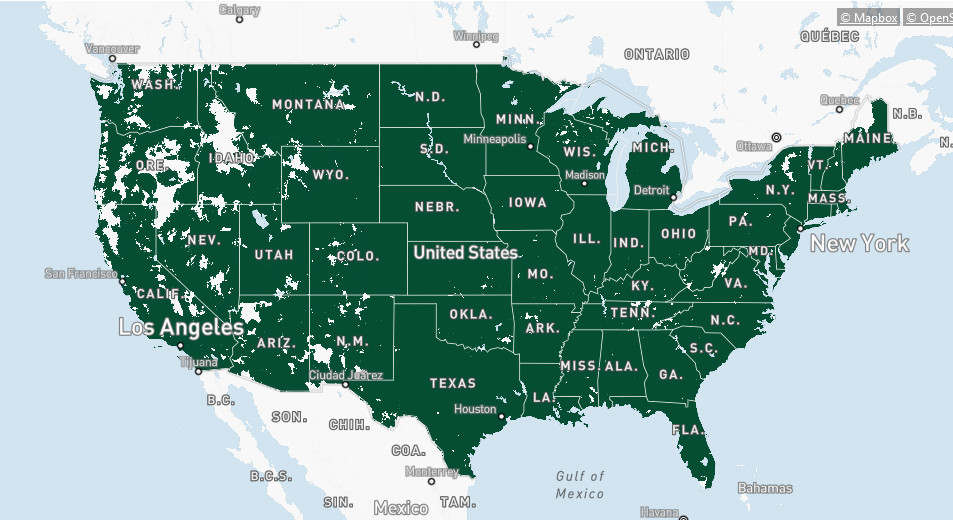 Calgary
© Mapbox © OpenS
Winnipeg
QUÉBEC
Vancouver
ONTARIO
WASH.
N.D.
MONTANA
Quebec
N.B.
MINN.
Minneapolis
MAINE
Ottawa
S.D.
WIS.
MICH.
ORE.
IDAHO
VT.
WYO.
Madison
Detroit
N.Y.
MASS.
NEBR.
IOWA
PA.
ILL.
IND.
OHIO
NEV.
New York
UTAH
COLO.
United States
MD.
San Francisco
MO.
KY.
VA.
CALIF.
OKLA.
TENN.
N.C.
Los Angeles
ARK.
ARIZ.
N.M.
S.C.
Tijuana
MISS.
ALA.
Ciudad Juárez
GA.
TEXAS
B.C.
LA.
Houston
SON.
CHIH.
FLA.
COA.
Monterrey
B.C.S.
Gulf of
Mexico
Bahamas
SIN.
Mexico
TAM.
Havana